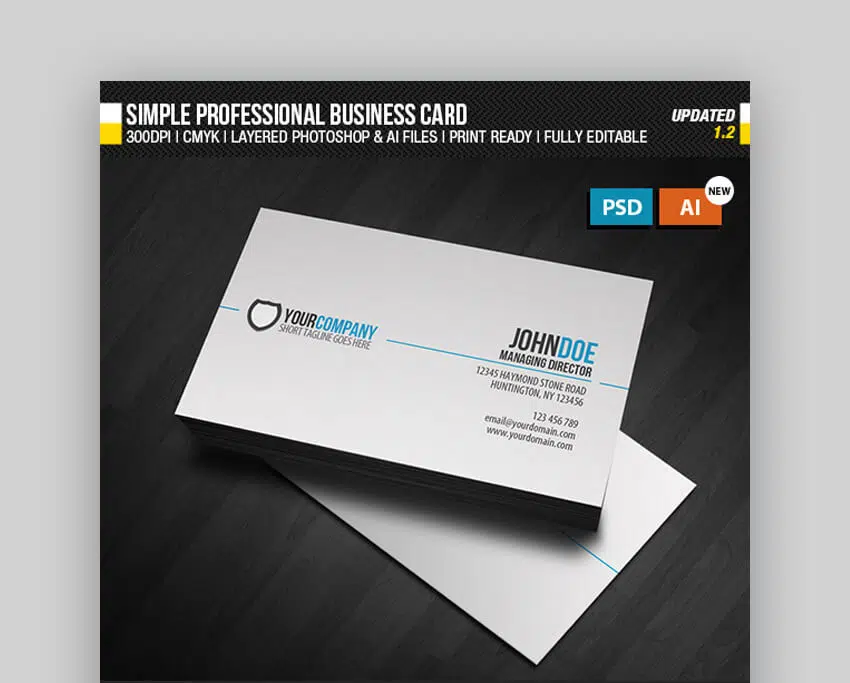 SIMPLE PROFESSIONAL BUSINESS CARD
300DPI | CMYK | LAYERED PHOTOSHOP & AI FILES | PRINT READY | FULLY EDITABLE
UPDATED
1.2
PSD
AI
NEW
YOURCOMPANY
SHORT TAGLINE GOES HERE
JOHNDOE
MANAGING DIRECTOR
12345 HAYMOND STONE ROAD
HUNTINGTON, NY 123456
123 456 789
email@yourdomain.com
www.yourdomain.com